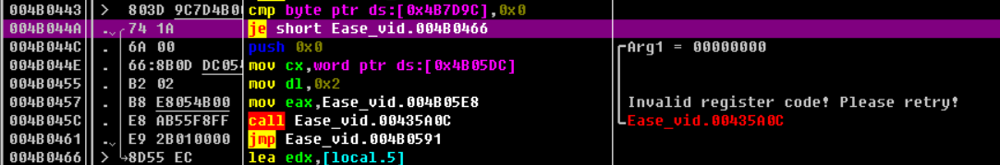 004B0443 > 803D 9C7D4B0 cmp byte ptr ds:[0x4B7D9C],0x0
004B044A . 74 1A je short Ease_vid.004B0466
004B044C . 6A 00 push 0x0 Arg1 = 00000000
004B044E . 66:8B0D DC054 mov cx,word ptr ds:[0x4B05DC]
004B0455 . B2 02 mov dl,0x2
004B0457 . B8 E8054B00 mov eax,Ease_vid.004B05E8 Invalid register code! Please retry!
004B045C . E8 AB55F8FF call Ease_vid.00435A0C Ease_vid.00435A0C
004B0461 . E9 2B010000 jmp Ease_vid.004B0591
004B0466 > 8D55 EC lea edx,[local.5]